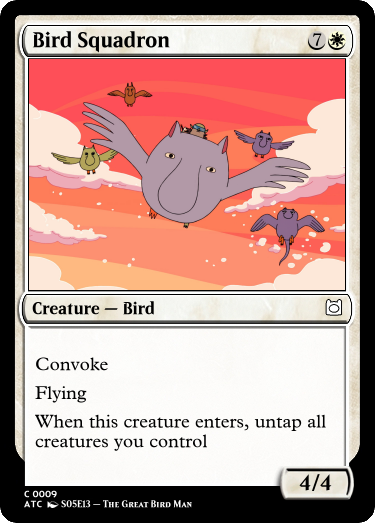 Bird Squadron 7
Creature — Bird
Convoke
Flying
When this creature enters, untap all
creatures you control
4/4
C 0009
ATC S05E13 – The Great Bird Man